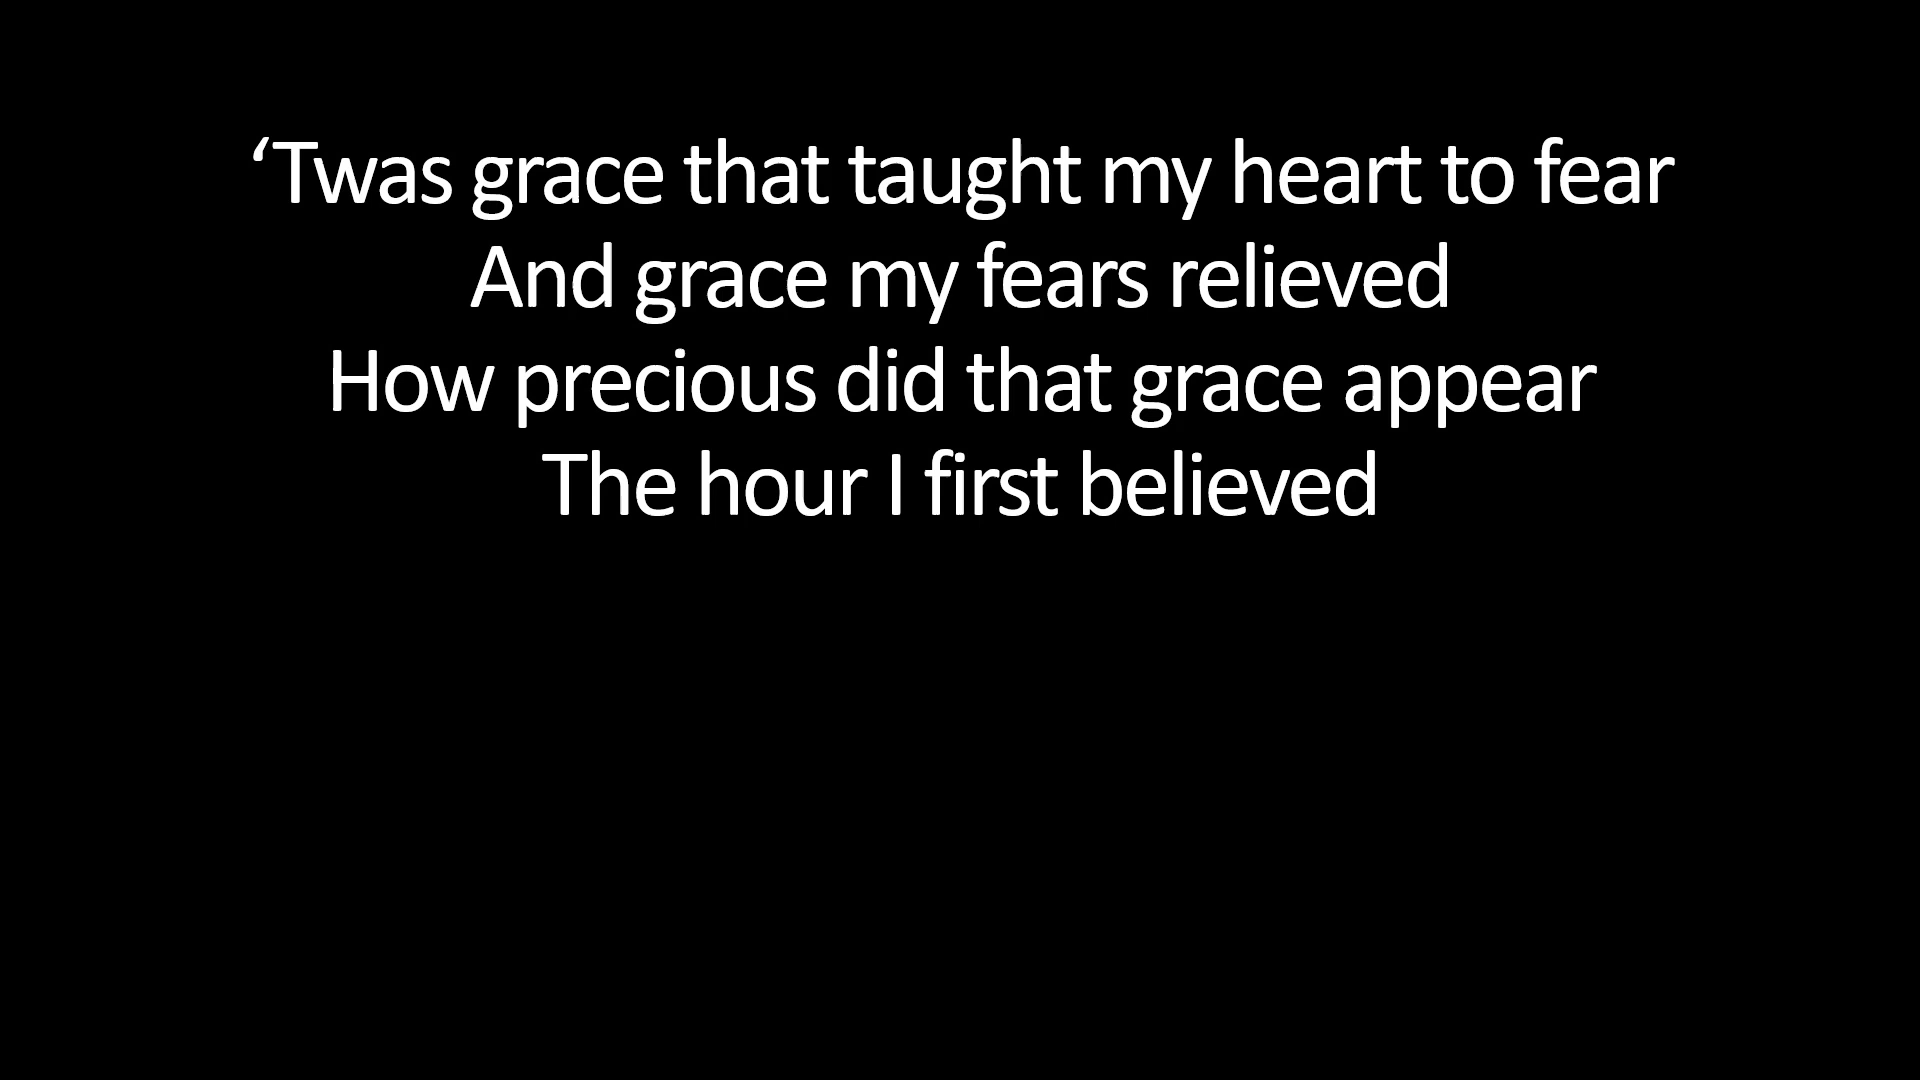 ‘Twas grace that taught my heart to fear
And grace my fears relieved
How precious did that grace appear
The hour I first believed